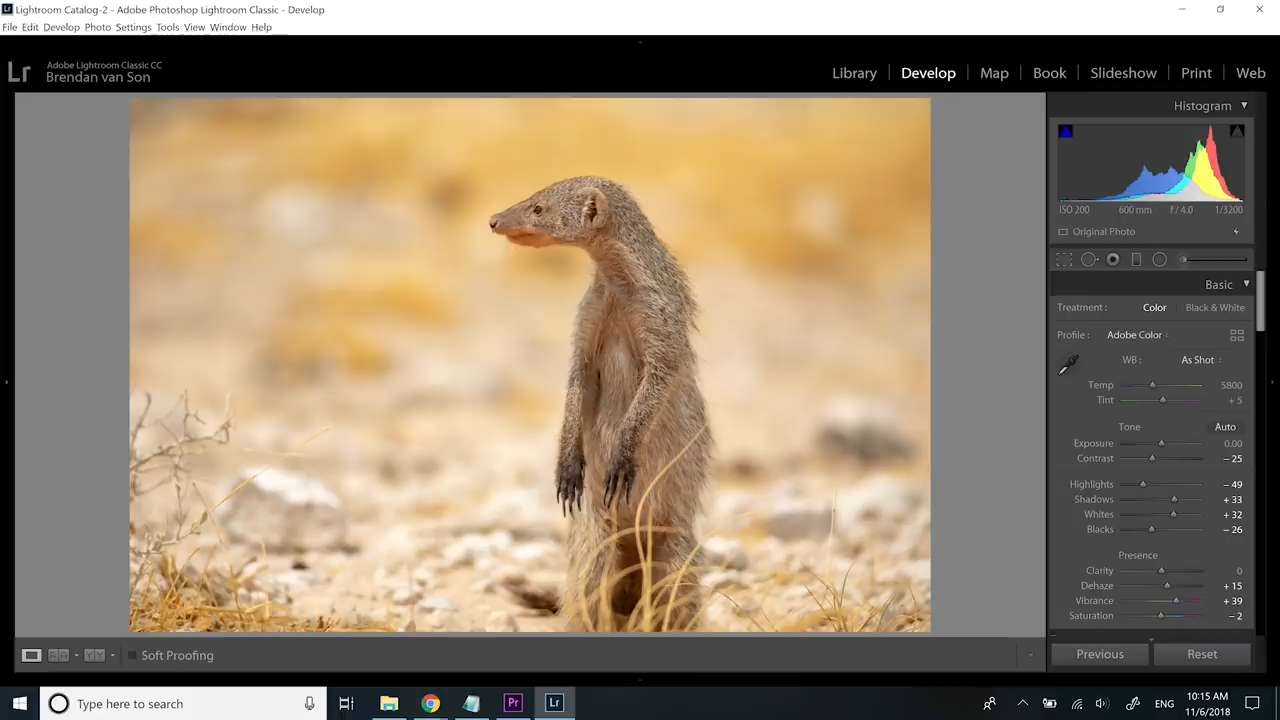 Lightroom Catalog-2 - Adobe Photoshop Lightroom Classic - Develop
File Edit Develop Photo Settings Tools View Window Help
Lr
Adobe Lightroom Classic CC
Brendan van Son
Library | Develop | Map | Book | Slideshow | Print | Web
Histogram
ISO 200 600 mm f / 4.0 1/3200
Original Photo
Basic
Treatment : Color Black & White
Profile : Adobe Color
WB : As Shot
Temp 5800
Tint + 5
Tone Auto
Exposure 0.00
Contrast – 25
Highlights – 49
Shadows + 33
Whites + 32
Blacks – 26
Presence
Clarity 0
Dehaze + 15
Vibrance + 39
Saturation – 2
Previous Reset
Soft Proofing
Type here to search
Pr
Lr
ENG
10:15 AM
11/6/2018